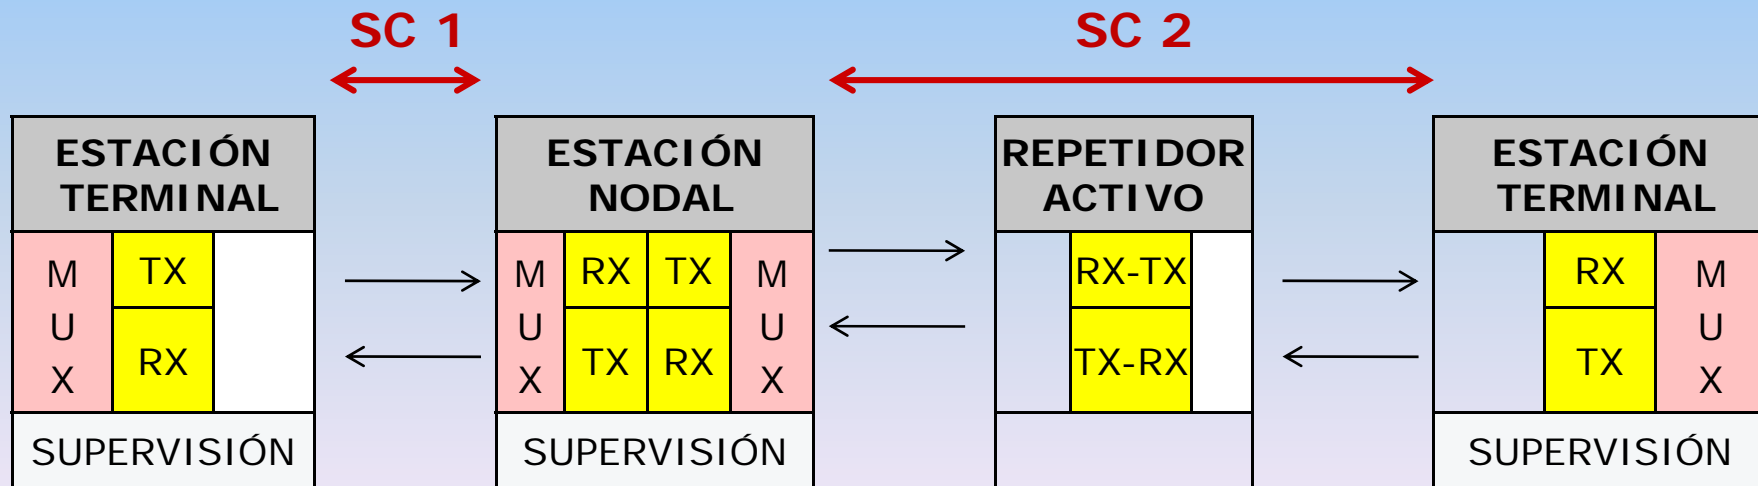 SC 1
SC 2
ESTACIÓN
TERMINAL
ESTACIÓN
NODAL
REPETIDOR
ACTIVO
ESTACIÓN
TERMINAL
M
U
X
TX
RX
M
U
X
RX
TX
TX
RX
M
U
X
RX-TX
TX-RX
RX
TX
M
U
X
SUPERVISIÓN
SUPERVISIÓN
SUPERVISIÓN